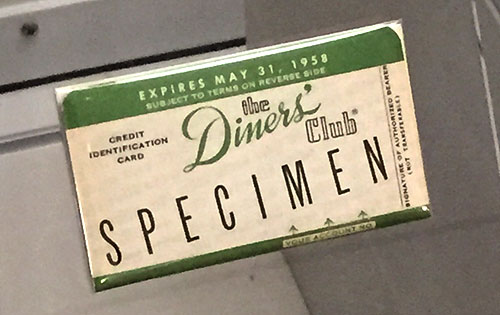 EXPIRES MAY 31, 1958
SUBJECT TO TERMS ON REVERSE SIDE
CREDIT
IDENTIFICATION
CARD
the
Diners'
Club®
SPECIMEN
YOUR ACCOUNT NO.
SIGNATURE OF AUTHORIZED BEARER
(NOT TRANSFERABLE)